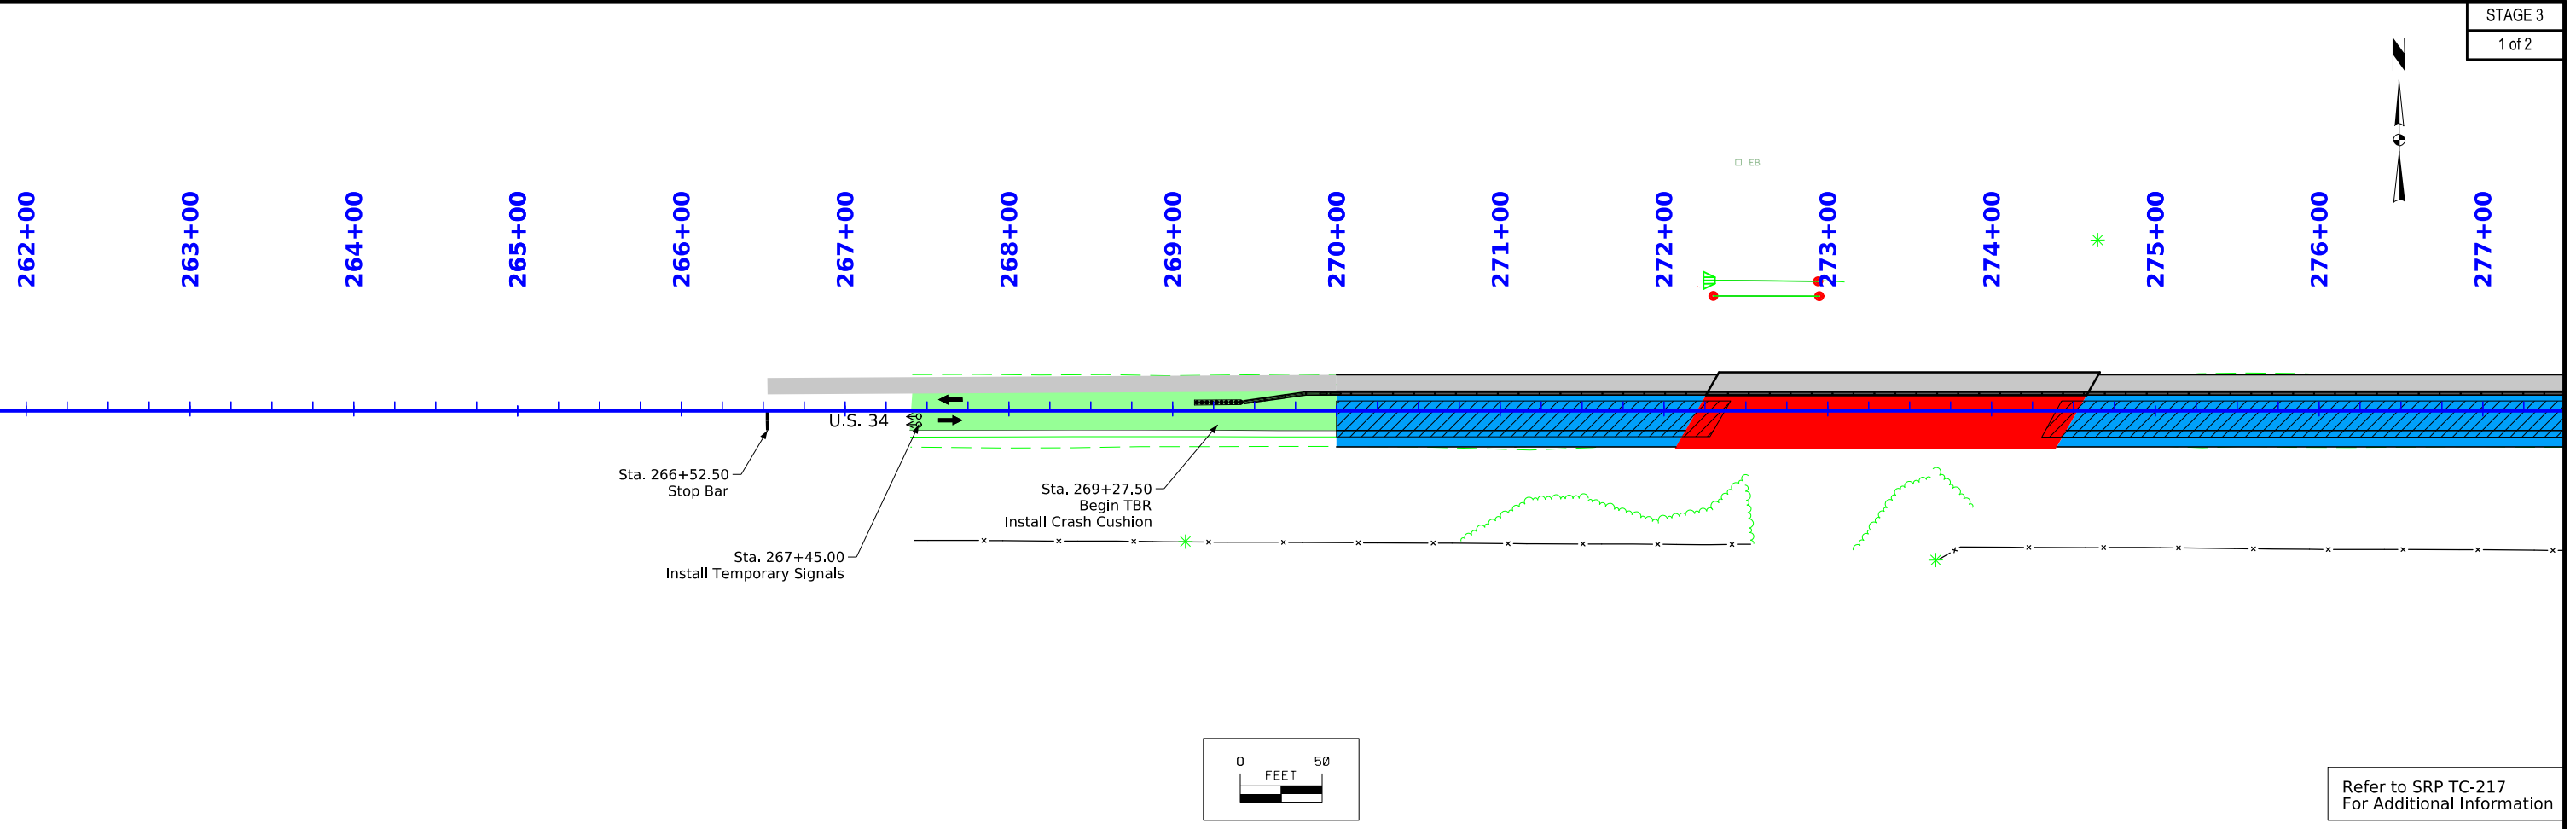 STAGE 3
1 of 2
N
EB
262+00
263+00
264+00
265+00
266+00
267+00
268+00
269+00
270+00
271+00
272+00
273+00
274+00
275+00
276+00
277+00
U.S. 34
Sta. 266+52.50
Stop Bar
Sta. 269+27.50
Begin TBR
Install Crash Cushion
Sta. 267+45.00
Install Temporary Signals
0 50
FEET
Refer to SRP TC-217
For Additional Information